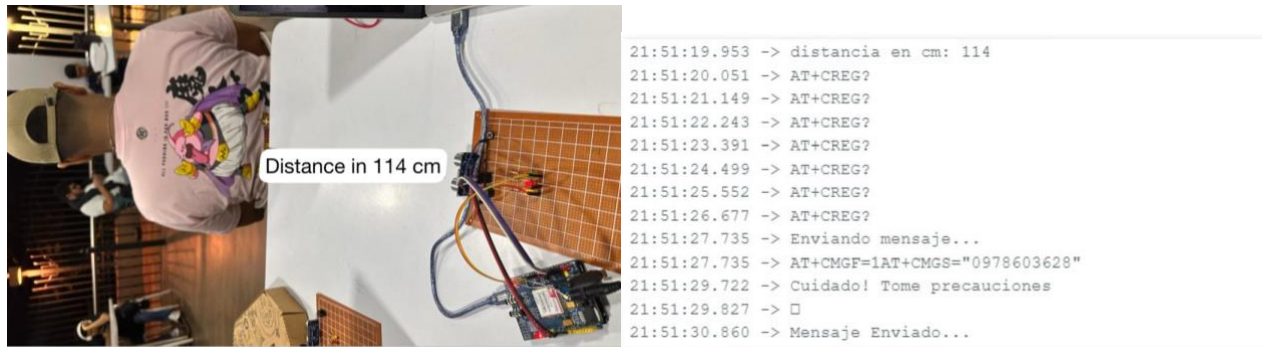 Distance in 114 cm
21:51:19.953 -> distancia en cm: 114
21:51:20.051 -> AT+CREG?
21:51:21.149 -> AT+CREG?
21:51:22.243 -> AT+CREG?
21:51:23.391 -> AT+CREG?
21:51:24.499 -> AT+CREG?
21:51:25.552 -> AT+CREG?
21:51:26.677 -> AT+CREG?
21:51:27.735 -> Enviando mensaje...
21:51:27.735 -> AT+CMGF=1AT+CMGS="0978603628"
21:51:29.722 -> Cuidado! Tome precauciones
21:51:29.827 -> □
21:51:30.860 -> Mensaje Enviado...